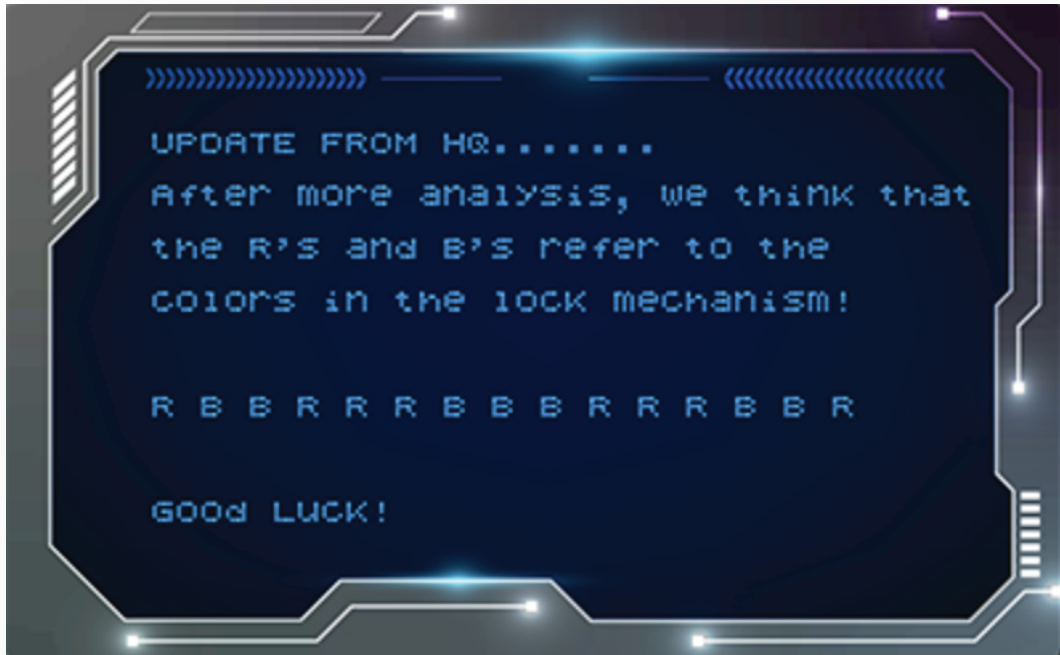 UPDATE FROM HQ.......
After more analysis, we think that
the R's and B's refer to the
colors in the lock mechanism!
R B B R R R B B B R R R B B R
Good LUCK!